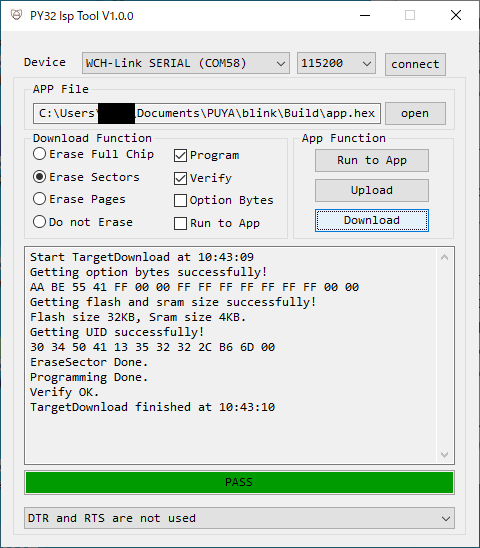 PY32 Isp Tool V1.0.0
Device WCH-Link SERIAL (COM58) 115200 connect
APP File
C:\Users\ \Documents\PUYA\blink\Build\app.hex open
Download Function App Function
Erase Full Chip Program Run to App
Erase Sectors Verify Upload
Erase Pages Option Bytes
Do not Erase Run to App Download
Start TargetDownload at 10:43:09
Getting option bytes successfully!
AA BE 55 41 FF 00 00 FF FF FF FF FF FF FF 00 00
Getting flash and sram size successfully!
Flash size 32KB, Sram size 4KB.
Getting UID successfully!
30 34 50 41 13 35 32 32 2C B6 6D 00
EraseSector Done.
Programming Done.
Verify OK.
TargetDownload finished at 10:43:10
PASS
DTR and RTS are not used